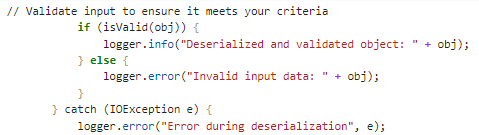 // Validate input to ensure it meets your criteria
if (isValid(obj)) {
logger.info("Deserialized and validated object: " + obj);
} else {
logger.error("Invalid input data: " + obj);
}
} catch (IOException e) {
logger.error("Error during deserialization", e);